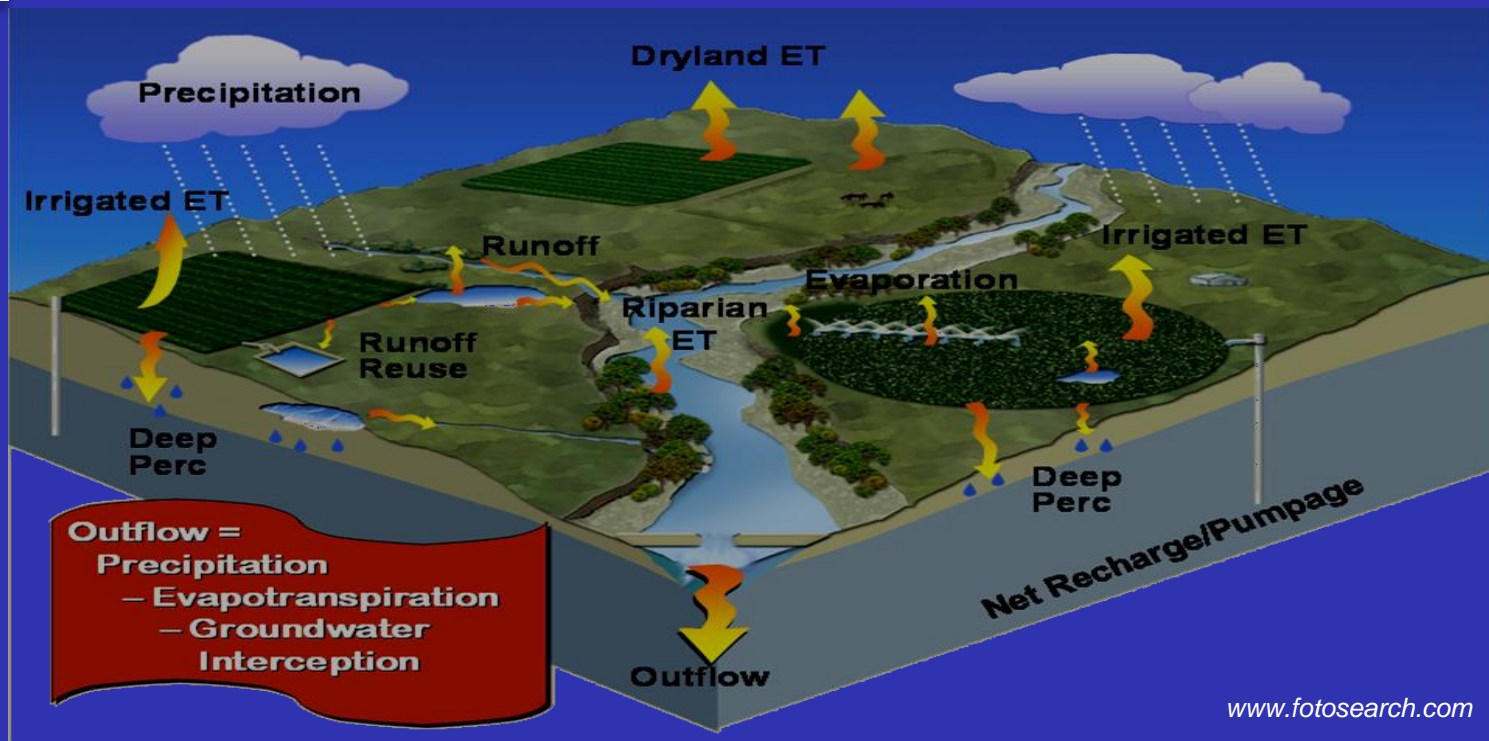 Dryland ET
Precipitation
Irrigated ET
Runoff
Irrigated ET
Evaporation
Riparian
ET
Runoff
Reuse
Deep
Perc
Deep
Perc
Net Recharge/Pumpage
Outflow =
Precipitation
– Evapotranspiration
– Groundwater
Interception
Outflow
www.fotosearch.com